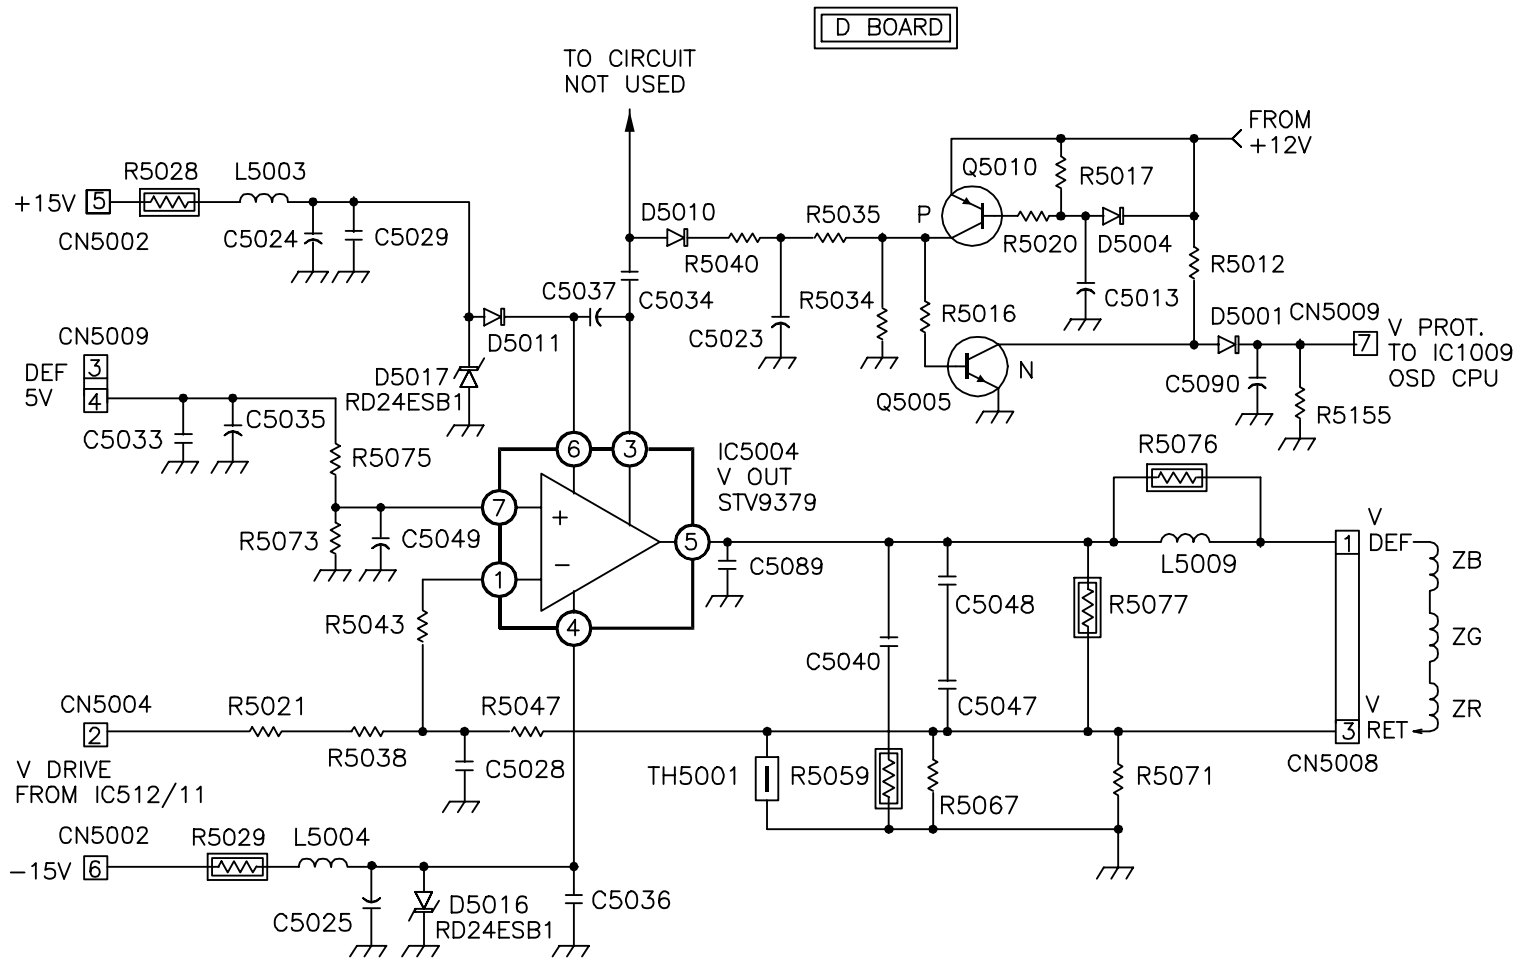 D BOARD
TO CIRCUIT
NOT USED
FROM
+12V
Q5010
R5017
R5028
L5003
+15V
5
CN5002
C5024
C5029
D5010
R5035
P
R5020
D5004
R5040
R5012
C5037
C5034
R5034
C5013
CN5009
D5011
C5023
R5016
D5001
CN5009
3
DEF
5V
4
D5017
RD24ESB1
7
V PROT.
TO IC1009
OSD CPU
N
C5090
Q5005
R5155
C5033
C5035
R5075
6
3
IC5004
V OUT
STV9379
R5076
7
+
R5073
C5049
5
C5089
L5009
V
1
DEF
ZB
1
−
R5043
4
C5048
R5077
C5040
ZG
CN5004
2
R5021
R5038
R5047
C5028
C5047
V
3
RET
ZR
CN5008
V DRIVE
FROM IC512/11
TH5001
R5059
R5067
R5071
CN5002
R5029
L5004
−15V
6
C5025
D5016
RD24ESB1
C5036